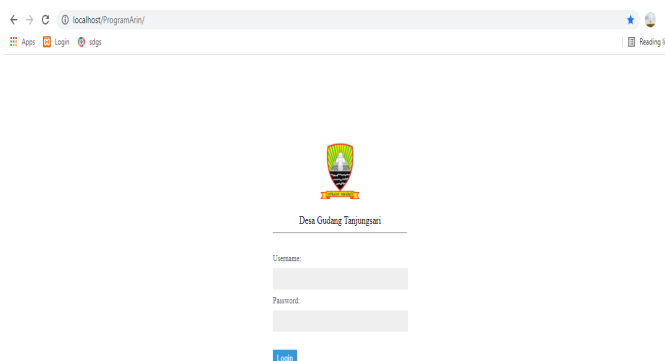 localhost/ProgramArin/
Apps Login sdgs Reading
Desa Gudang Tanjungsari
Username:
Password:
Login